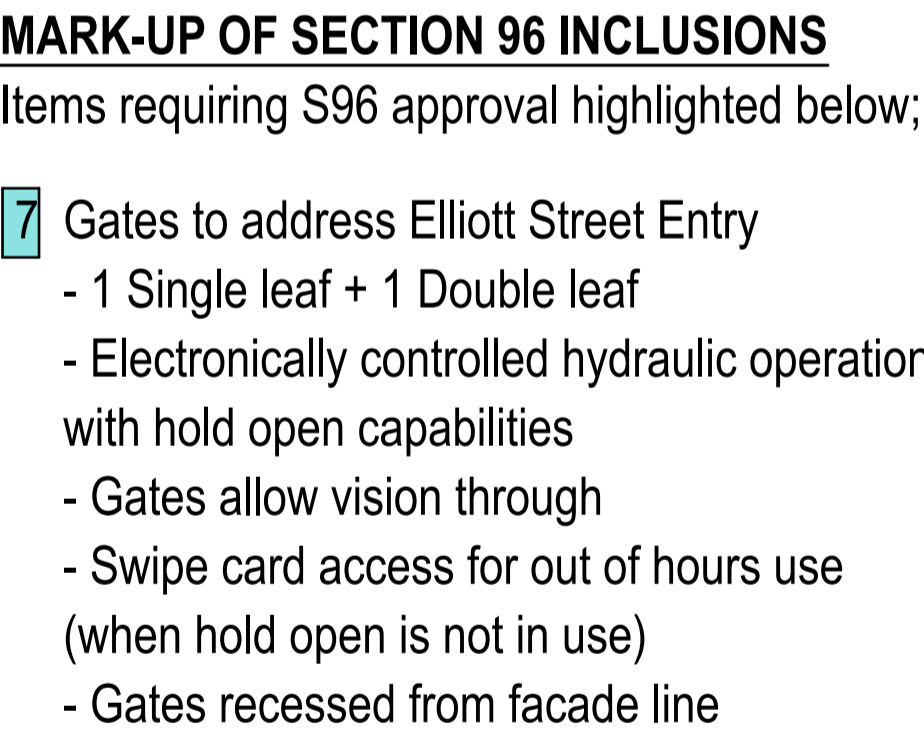 MARK-UP OF SECTION 96 INCLUSIONS
Items requiring S96 approval highlighted below;
7 Gates to address Elliott Street Entry
- 1 Single leaf + 1 Double leaf
- Electronically controlled hydraulic operation
with hold open capabilities
- Gates allow vision through
- Swipe card access for out of hours use
(when hold open is not in use)
- Gates recessed from facade line